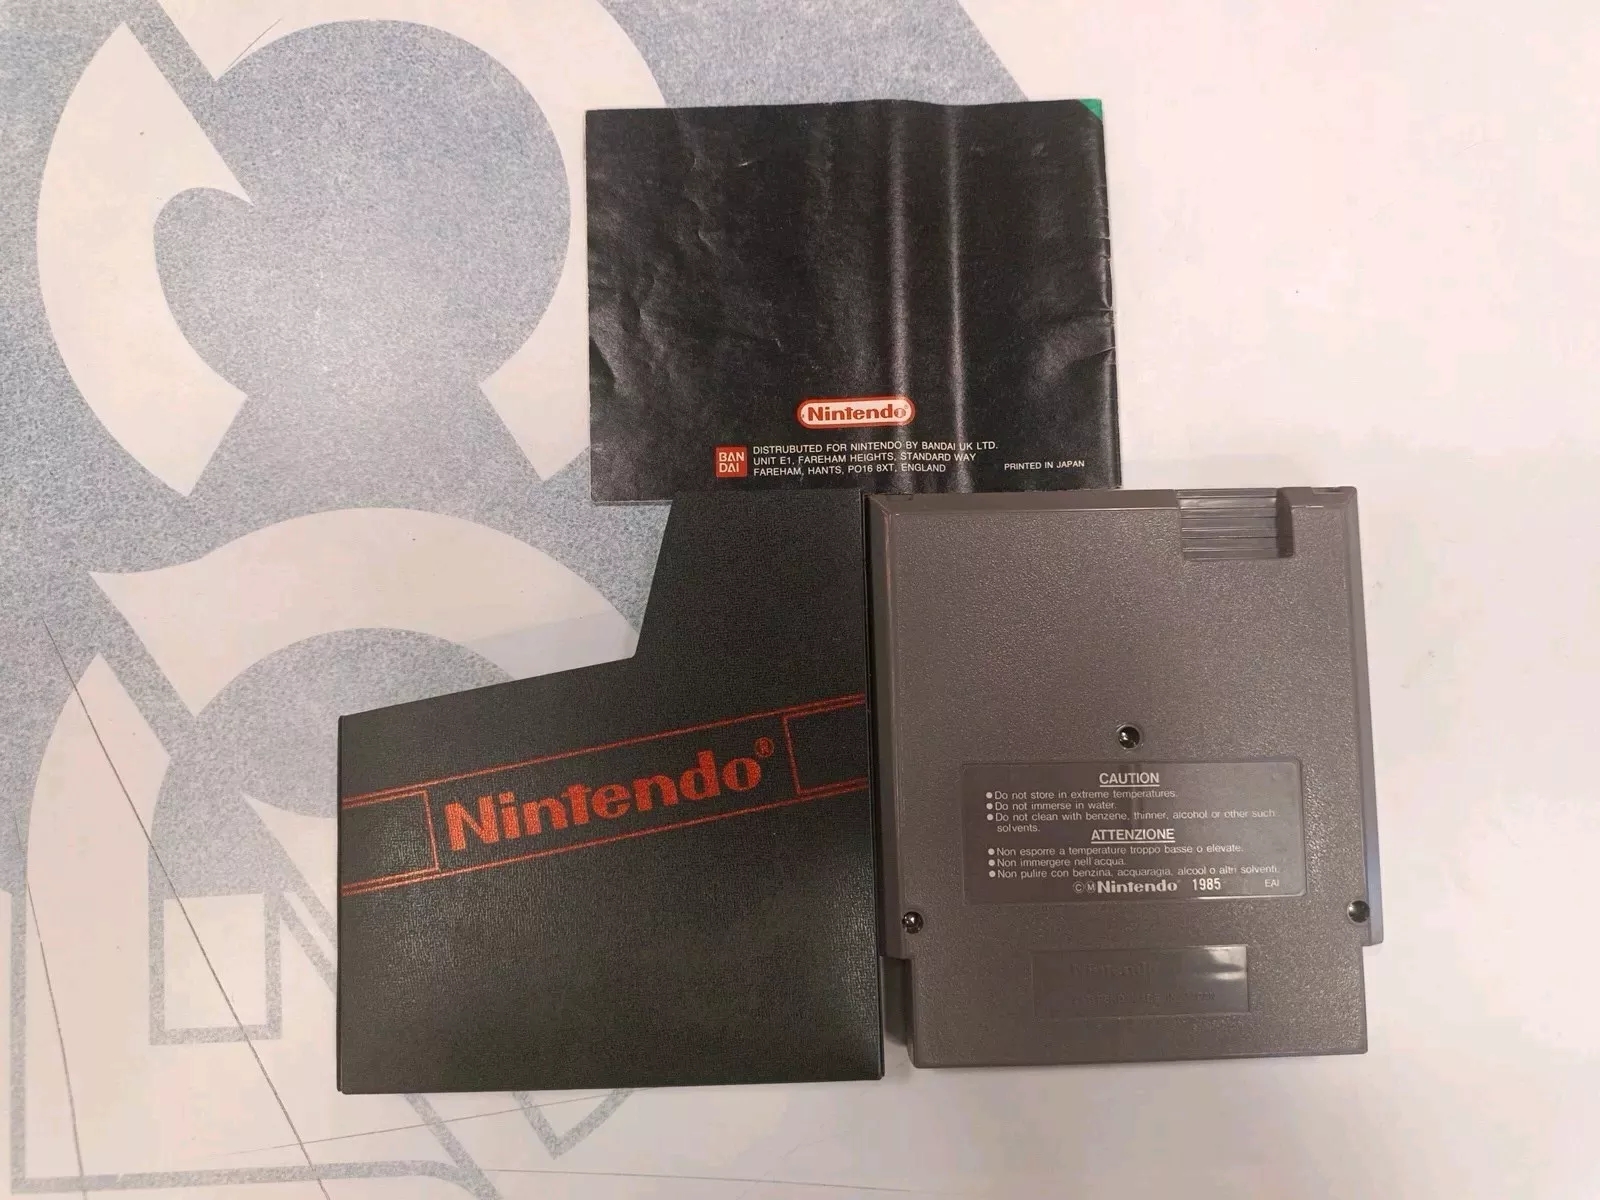 Nintendo®
BAN
DAI
DISTRUBUTED FOR NINTENDO BY BANDAI UK LTD.
UNIT E1, FAREHAM HEIGHTS, STANDARD WAY
FAREHAM, HANTS, PO16 8XT, ENGLAND
PRINTED IN JAPAN
Nintendo®
CAUTION
● Do not store in extreme temperatures.
● Do not immerse in water.
● Do not clean with benzene, thinner, alcohol or other such
solvents.
ATTENZIONE
● Non esporre a temperature troppo basse o elevate.
● Non immergere nell'acqua.
● Non pulire con benzina, acquaragia, alcool o altri solventi.
©M Nintendo® 1985 EAI
Nintendo